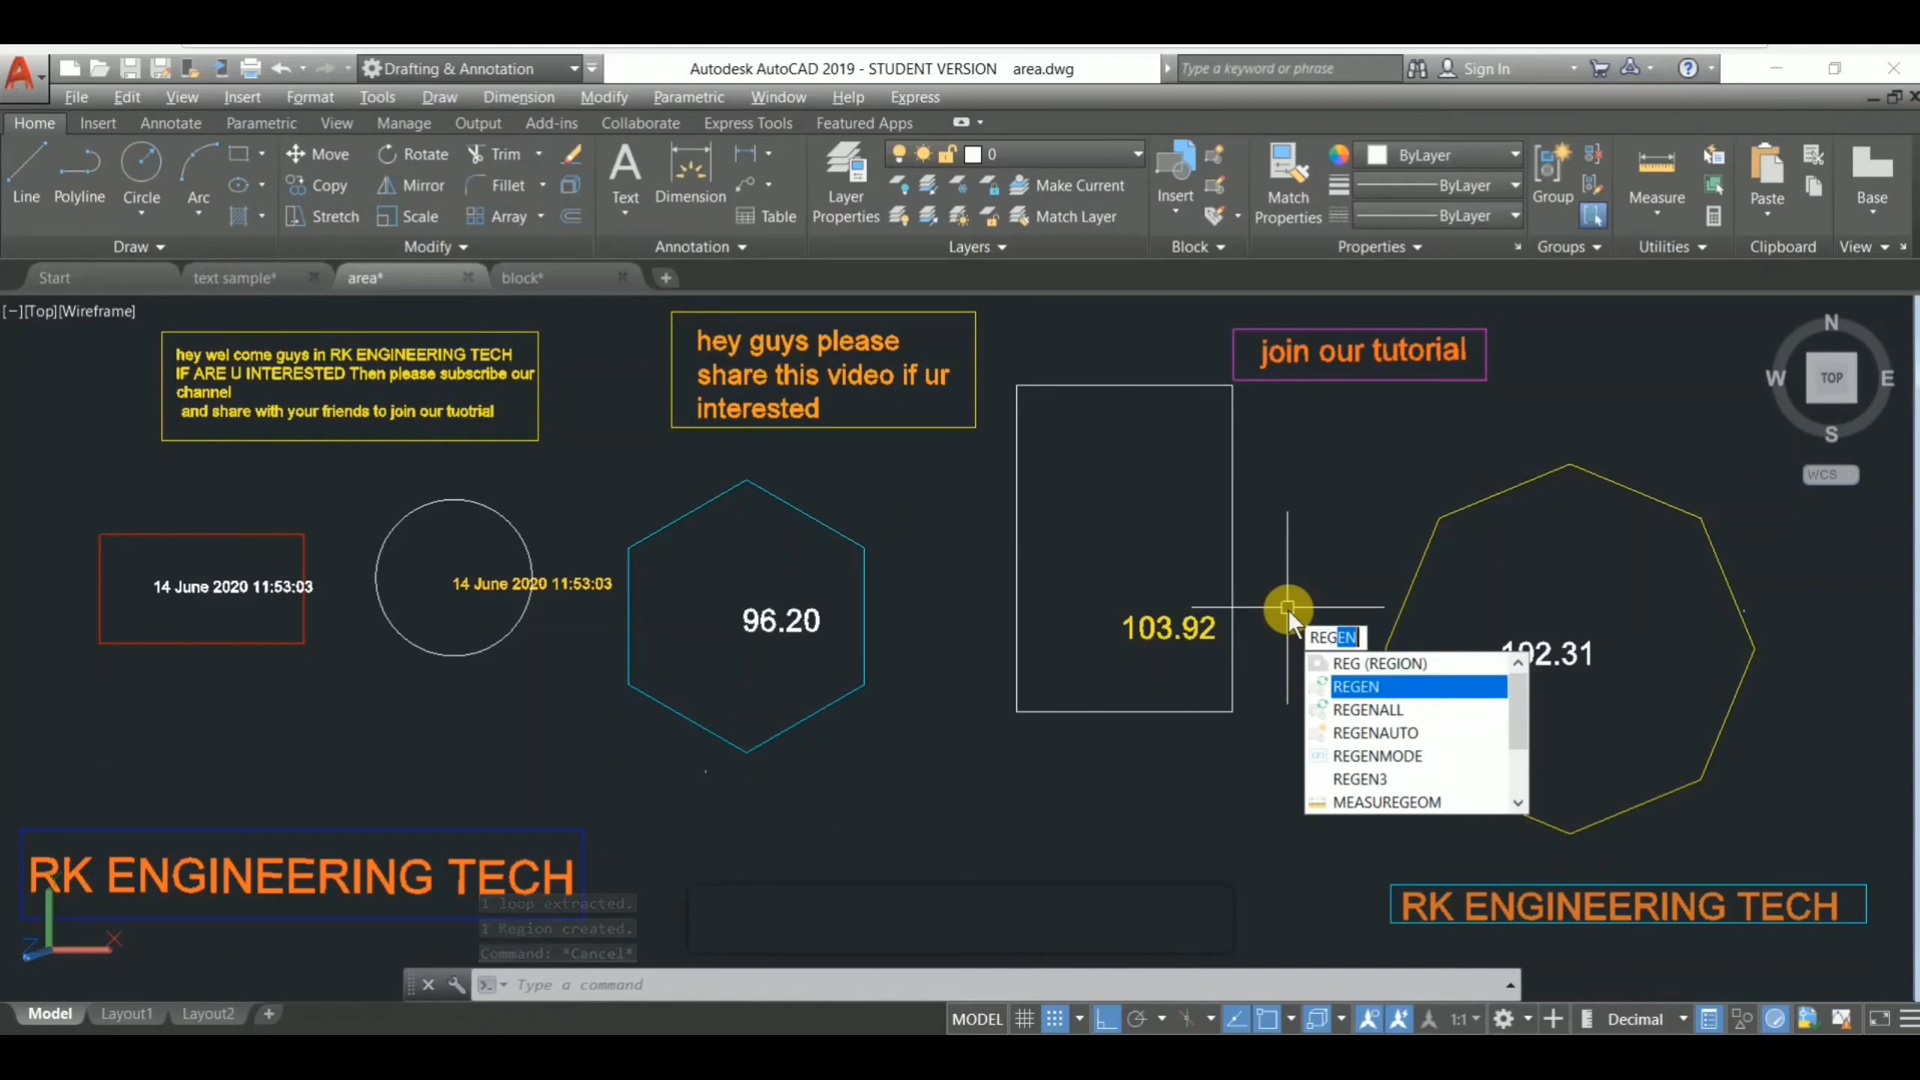 Drafting & Annotation
Autodesk AutoCAD 2019 - STUDENT VERSION area.dwg
Type a keyword or phrase
Sign In
File Edit View Insert Format Tools Draw Dimension Modify Parametric Window Help Express
Home Insert Annotate Parametric View Manage Output Add-ins Collaborate Express Tools Featured Apps
Line
Polyline
Circle
Arc
Move
Rotate
Trim
Copy
Mirror
Fillet
Stretch
Scale
Array
Text
Dimension
Table
Layer
Properties
0
Make Current
Match Layer
Insert
Match
Properties
ByLayer
ByLayer
ByLayer
Group
Measure
Paste
Base
Draw
Modify
Annotation
Layers
Block
Properties
Groups
Utilities
Clipboard
View
Start
text sample*
area*
block*
[−][Top][Wireframe]
hey wel come guys in RK ENGINEERING TECH
IF ARE U INTERESTED Then please subscribe our
channel
and share with your friends to join our tuotrial
hey guys please
share this video if ur
interested
join our tutorial
N
W
TOP
E
S
WCS
14 June 2020 11:53:03
14 June 2020 11:53:03
96.20
103.92
REGEN
REG (REGION)
REGEN
REGENALL
REGENAUTO
REGENMODE
REGEN3
MEASUREGEOM
RK ENGINEERING TECH
RK ENGINEERING TECH
Z
X
1 loop extracted.
1 Region created.
Command: *Cancel*
Type a command
Model
Layout1
Layout2
MODEL
1:1
Decimal